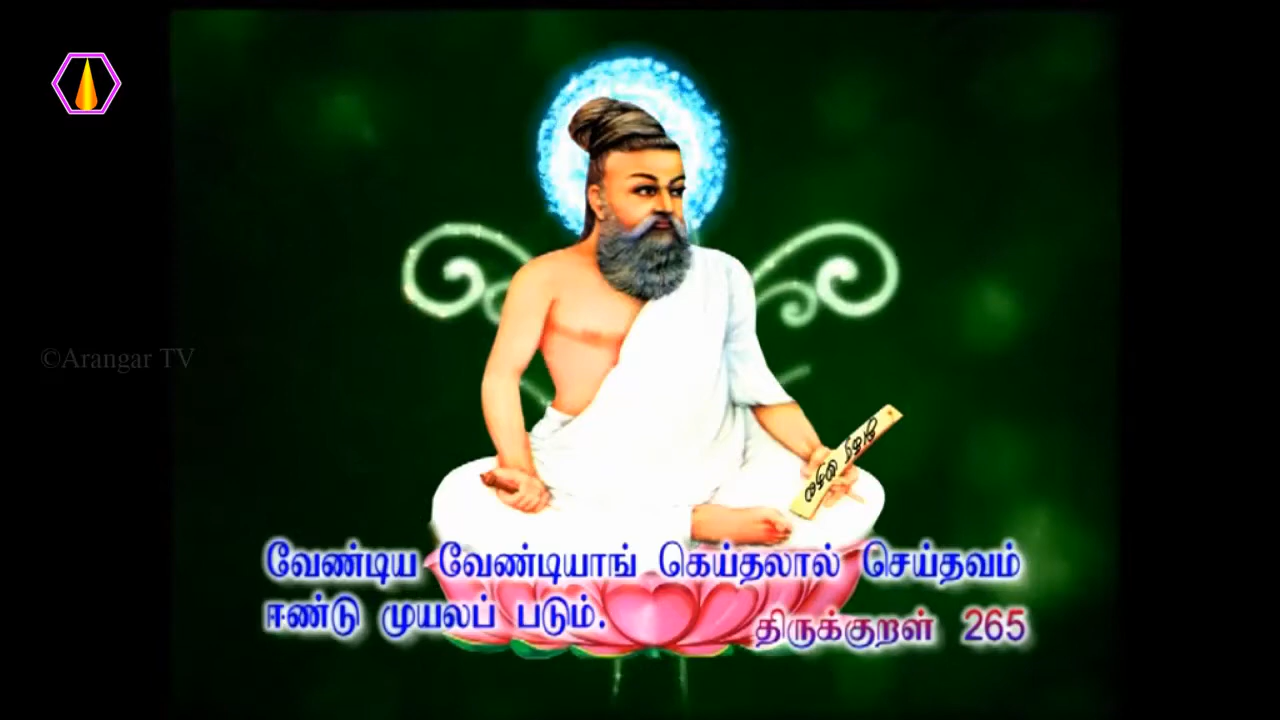 ©Arangar TV
வேண்டிய வேண்டியாங் கெய்தலால் செய்தவம்
ஈண்டு முயலப் படும்.
திருக்குறள் 265